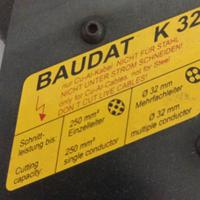 BAUDAT K 32
nur Cu-Al-Kabel, NICHT FÜR STAHL
NICHT UNTER STROM SCHNEIDEN!
only for Cu-Al-Cables, not for Steel
DON'T CUT LIVE CABLES!
Schnitt-
leistung bis:
250 mm²
Einzelleiter
Ø 32 mm
Mehrfachleiter
Cutting
capacity:
250 mm²
single conductor
Ø 32 mm
multiple conductor